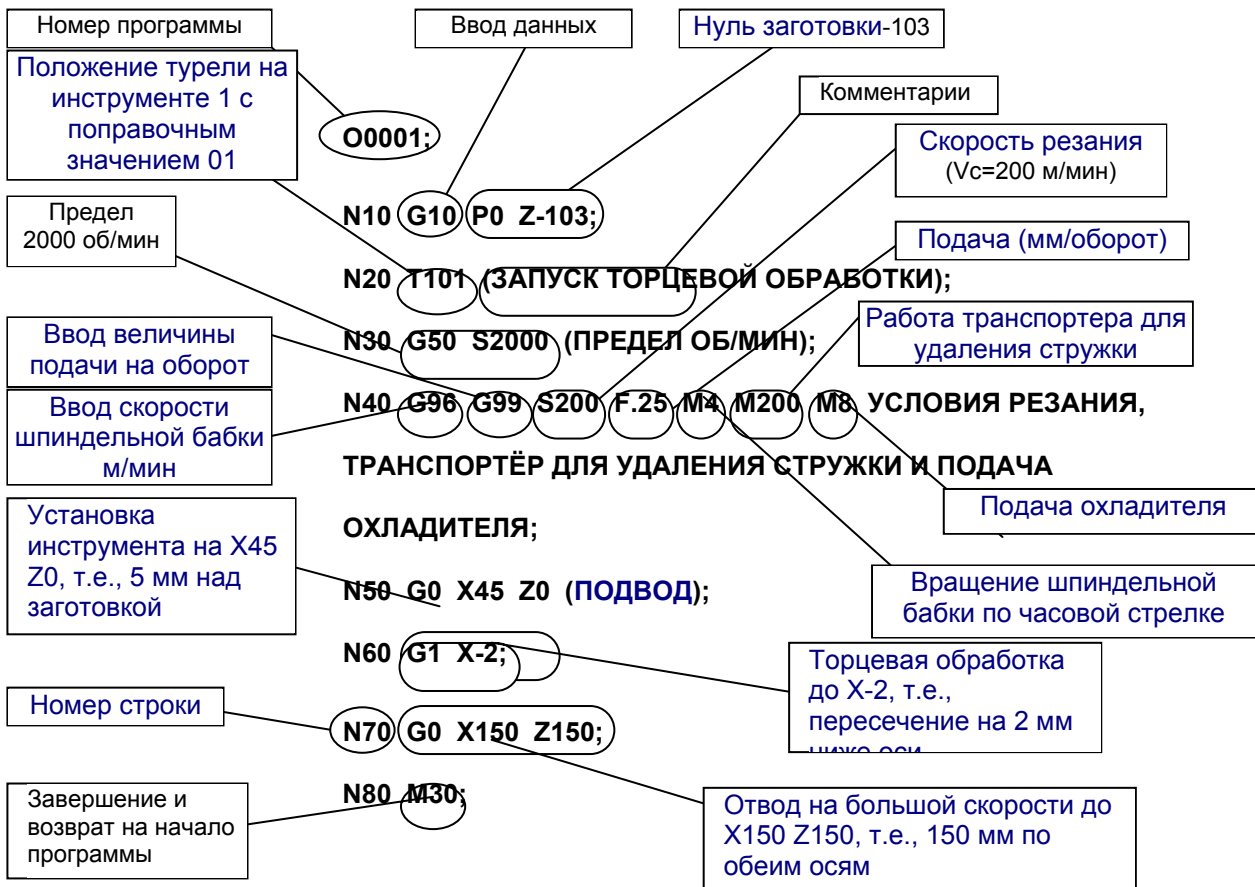 Номер программы
Ввод данных
Нуль заготовки-103
Положение турели на
инструменте 1 с
поправочным
значением 01
Комментарии
O0001;
Скорость резания
(Vc=200 м/мин)
Предел
2000 об/мин
N10 G10 P0 Z-103;
Подача (мм/оборот)
N20 T101 (ЗАПУСК ТОРЦЕВОЙ ОБРАБОТКИ);
Работа транспортера для
удаления стружки
Ввод величины
подачи на оборот
N30 G50 S2000 (ПРЕДЕЛ ОБ/МИН);
Ввод скорости
шпиндельной бабки
м/мин
N40 G96 G99 S200 F.25 M4 M200 M8 УСЛОВИЯ РЕЗАНИЯ,
ТРАНСПОРТЁР ДЛЯ УДАЛЕНИЯ СТРУЖКИ И ПОДАЧА
ОХЛАДИТЕЛЯ;
Подача охладителя
Установка
инструмента на X45
Z0, т.е., 5 мм над
заготовкой
Вращение шпиндельной
бабки по часовой стрелке
N50 G0 X45 Z0 (ПОДВОД);
N60 G1 X-2;
Торцевая обработка
до X-2, т.е.,
пересечение на 2 мм
ниже оси
Номер строки
N70 G0 X150 Z150;
N80 M30;
Завершение и
возврат на начало
программы
Отвод на большой скорости до
X150 Z150, т.е., 150 мм по
обеим осям